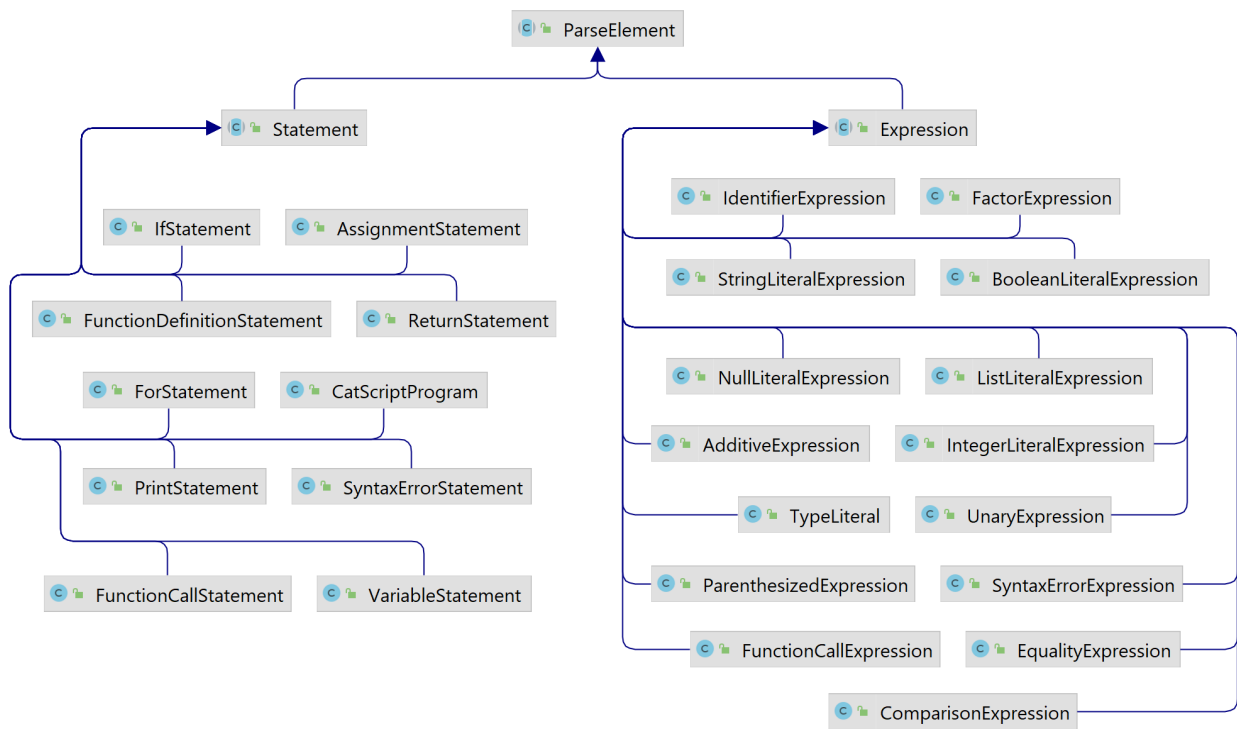 ParseElement
Statement
Expression
IdentifierExpression
FactorExpression
IfStatement
AssignmentStatement
StringLiteralExpression
BooleanLiteralExpression
FunctionDefinitionStatement
ReturnStatement
NullLiteralExpression
ListLiteralExpression
ForStatement
CatScriptProgram
AdditiveExpression
IntegerLiteralExpression
PrintStatement
SyntaxErrorStatement
TypeLiteral
UnaryExpression
FunctionCallStatement
VariableStatement
ParenthesizedExpression
SyntaxErrorExpression
FunctionCallExpression
EqualityExpression
ComparisonExpression